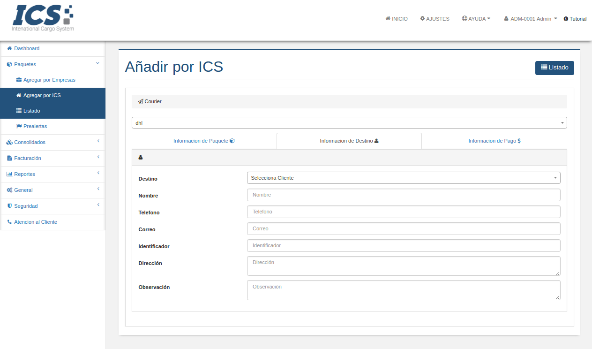 ICS
International Cargo System
INICIO
AJUSTES
AYUDA
ADM-0001 Admin
Tutorial
Dashboard
Paquetes
Agregar por Empresas
Agregar por ICS
Listado
Prealertas
Consolidados
Facturación
Reportes
General
Seguridad
Atencion al Cliente
Añadir por ICS
Listado
Courier
dhl
Informacion de Paquete
Informacion de Destino
Informacion de Pago $
Destino
Selecciona Cliente
Nombre
Nombre
Telefono
Telefono
Correo
Correo
Identificador
Identificador
Dirección
Dirección
Observación
Observacion